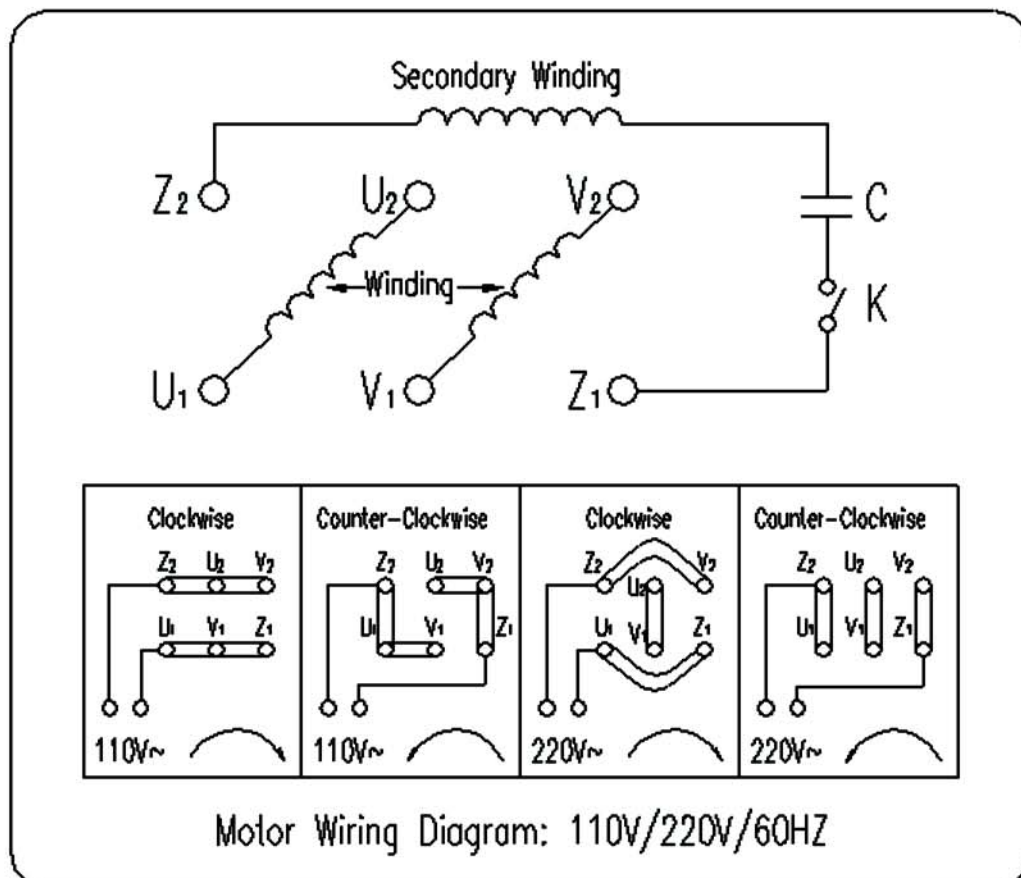 Secondary Winding
Z2 U2 V2 C
Winding K
U1 V1 Z1
Clockwise Counter-Clockwise Clockwise Counter-Clockwise
Z2 U2 V2 Z2 U2 V2 Z2 V2 Z2 U2 V2
U2
U1 V1 Z1 U1 V1 Z1 U1 V1 Z1 U1 V1 Z1
110V~ 110V~ 220V~ 220V~
Motor Wiring Diagram: 110V/220V/60HZ